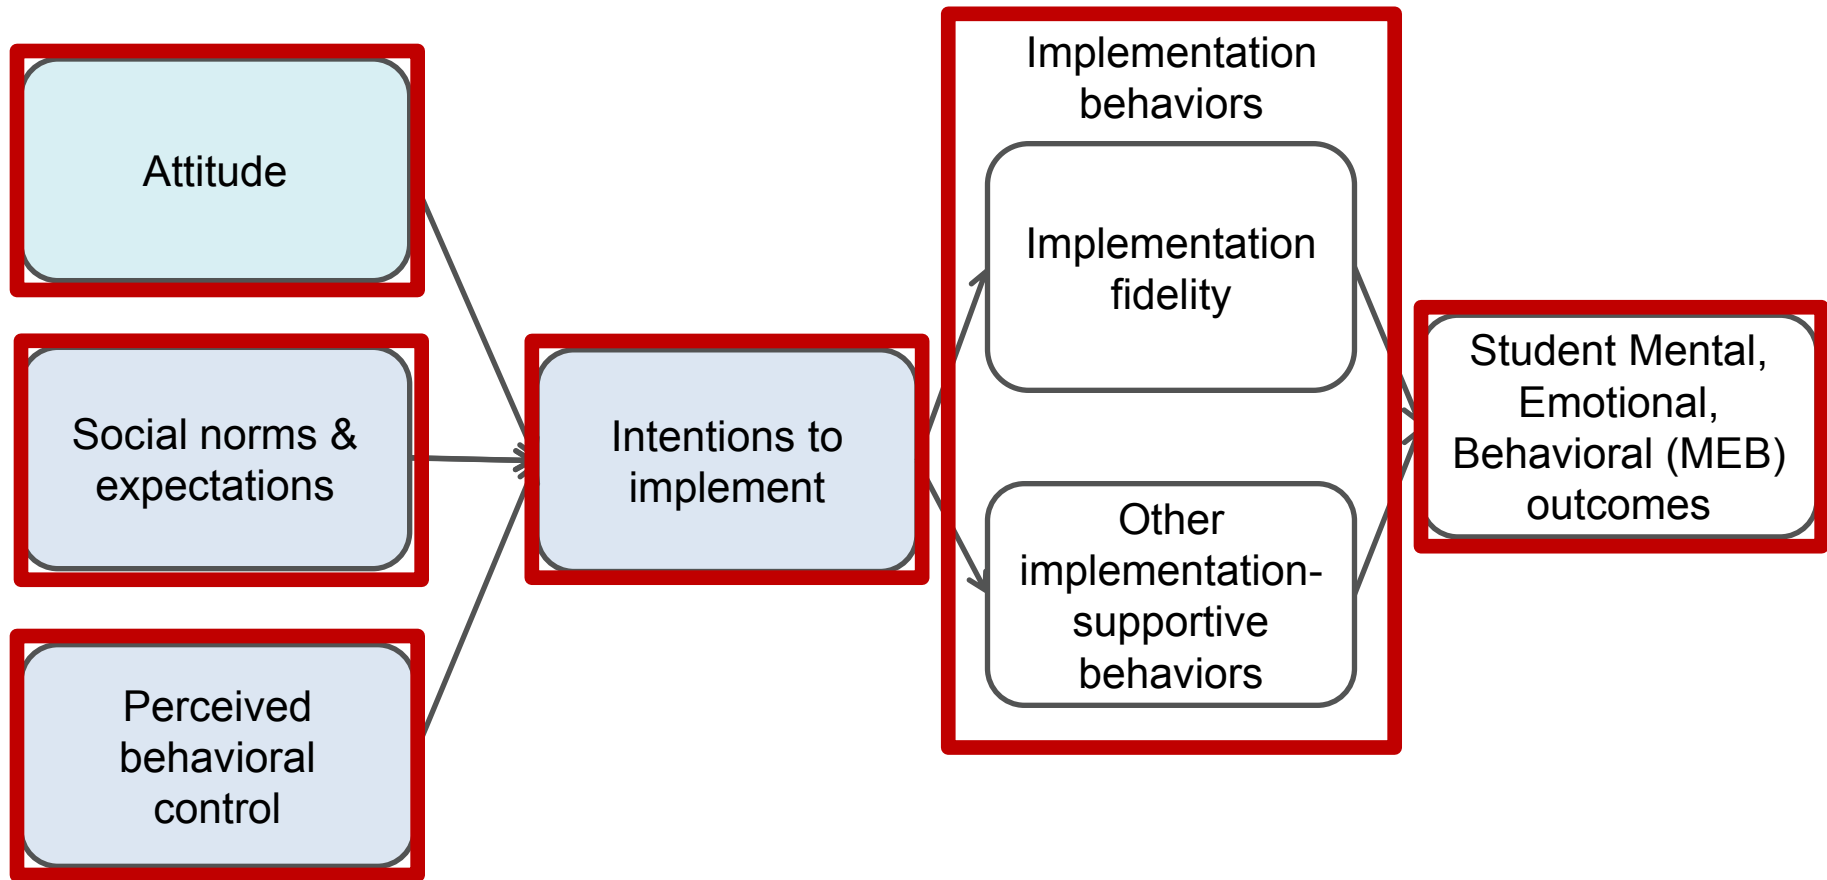 Attitude
Social norms &
expectations
Perceived
behavioral
control
Intentions to
implement
Implementation
behaviors
Implementation
fidelity
Other
implementation-
supportive
behaviors
Student Mental,
Emotional,
Behavioral (MEB)
outcomes